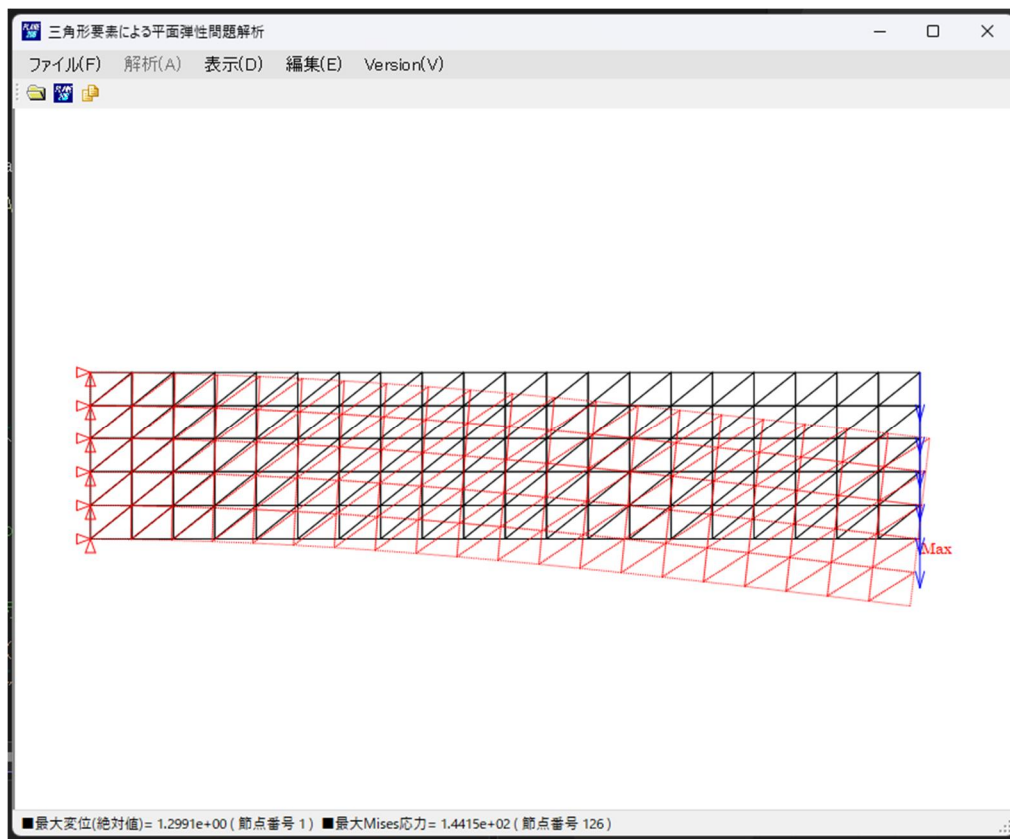 三角形要素による平面弾性問題解析
ファイル(F) 解析(A) 表示(D) 編集(E) Version(V)
Max
■最大変位(絶対値)= 1.2991e+00 ( 節点番号 1 ) ■最大Mises応力= 1.4415e+02 ( 節点番号 126 )